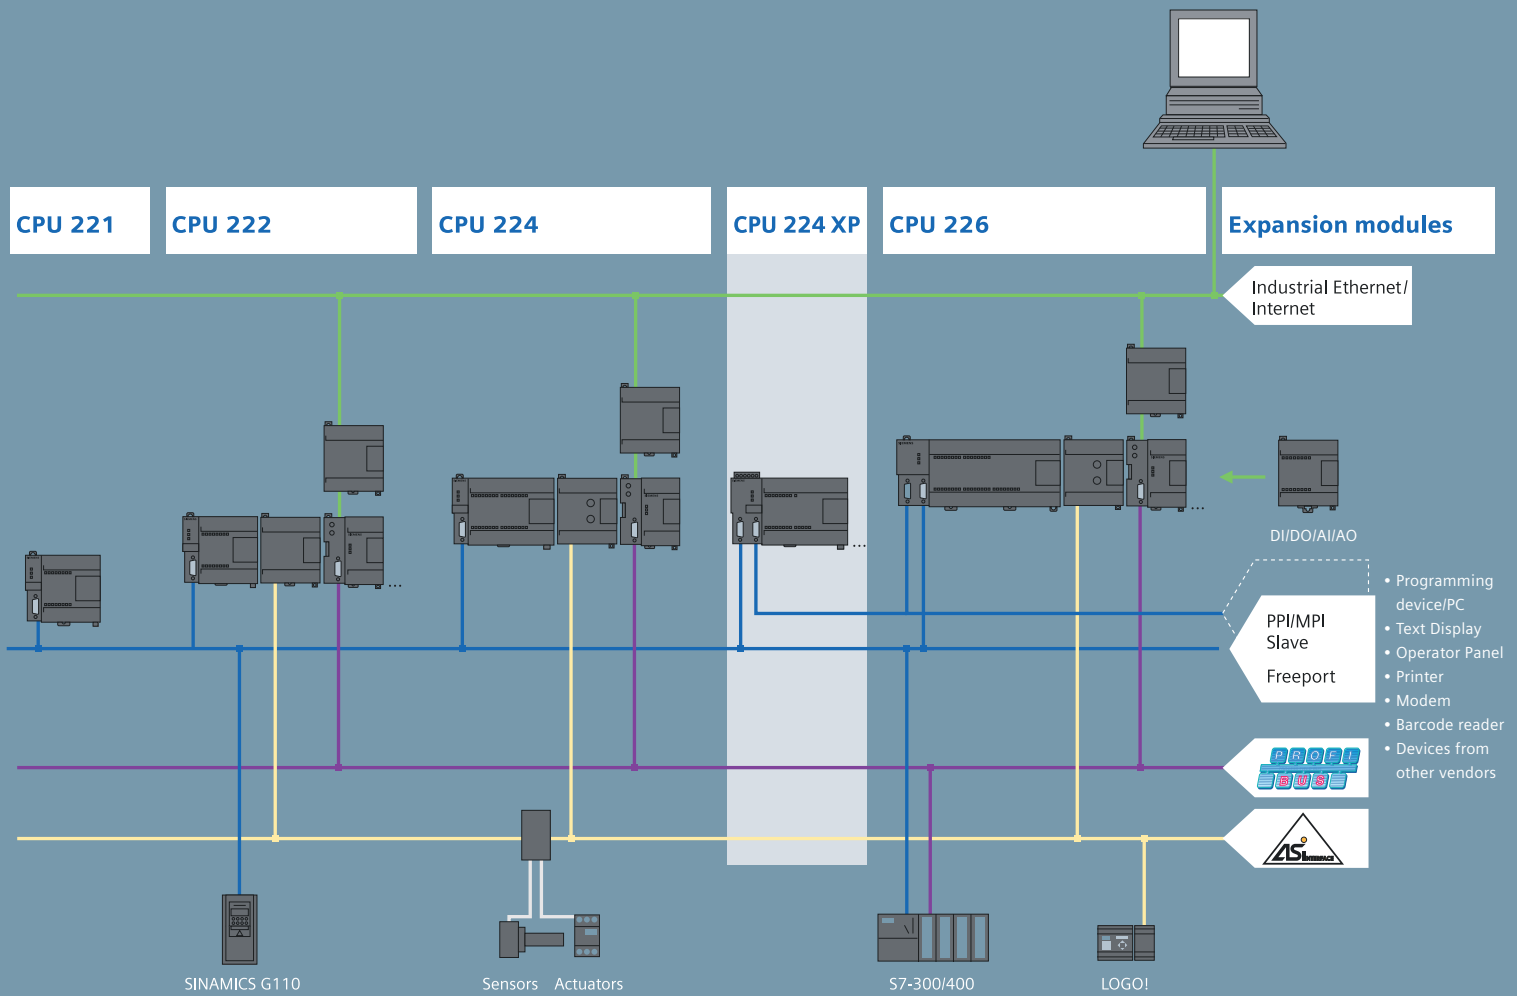 CPU 221
CPU 222
CPU 224
CPU 224 XP
CPU 226
Expansion modules
Industrial Ethernet/
Internet
DI/DO/AI/AO
PPI/MPI
Slave
Freeport
• Programming
device/PC
• Text Display
• Operator Panel
• Printer
• Modem
• Barcode reader
• Devices from
other vendors
PROFI
BUS
ASi
INTERFACE
SINAMICS G110
Sensors
Actuators
S7-300/400
LOGO!